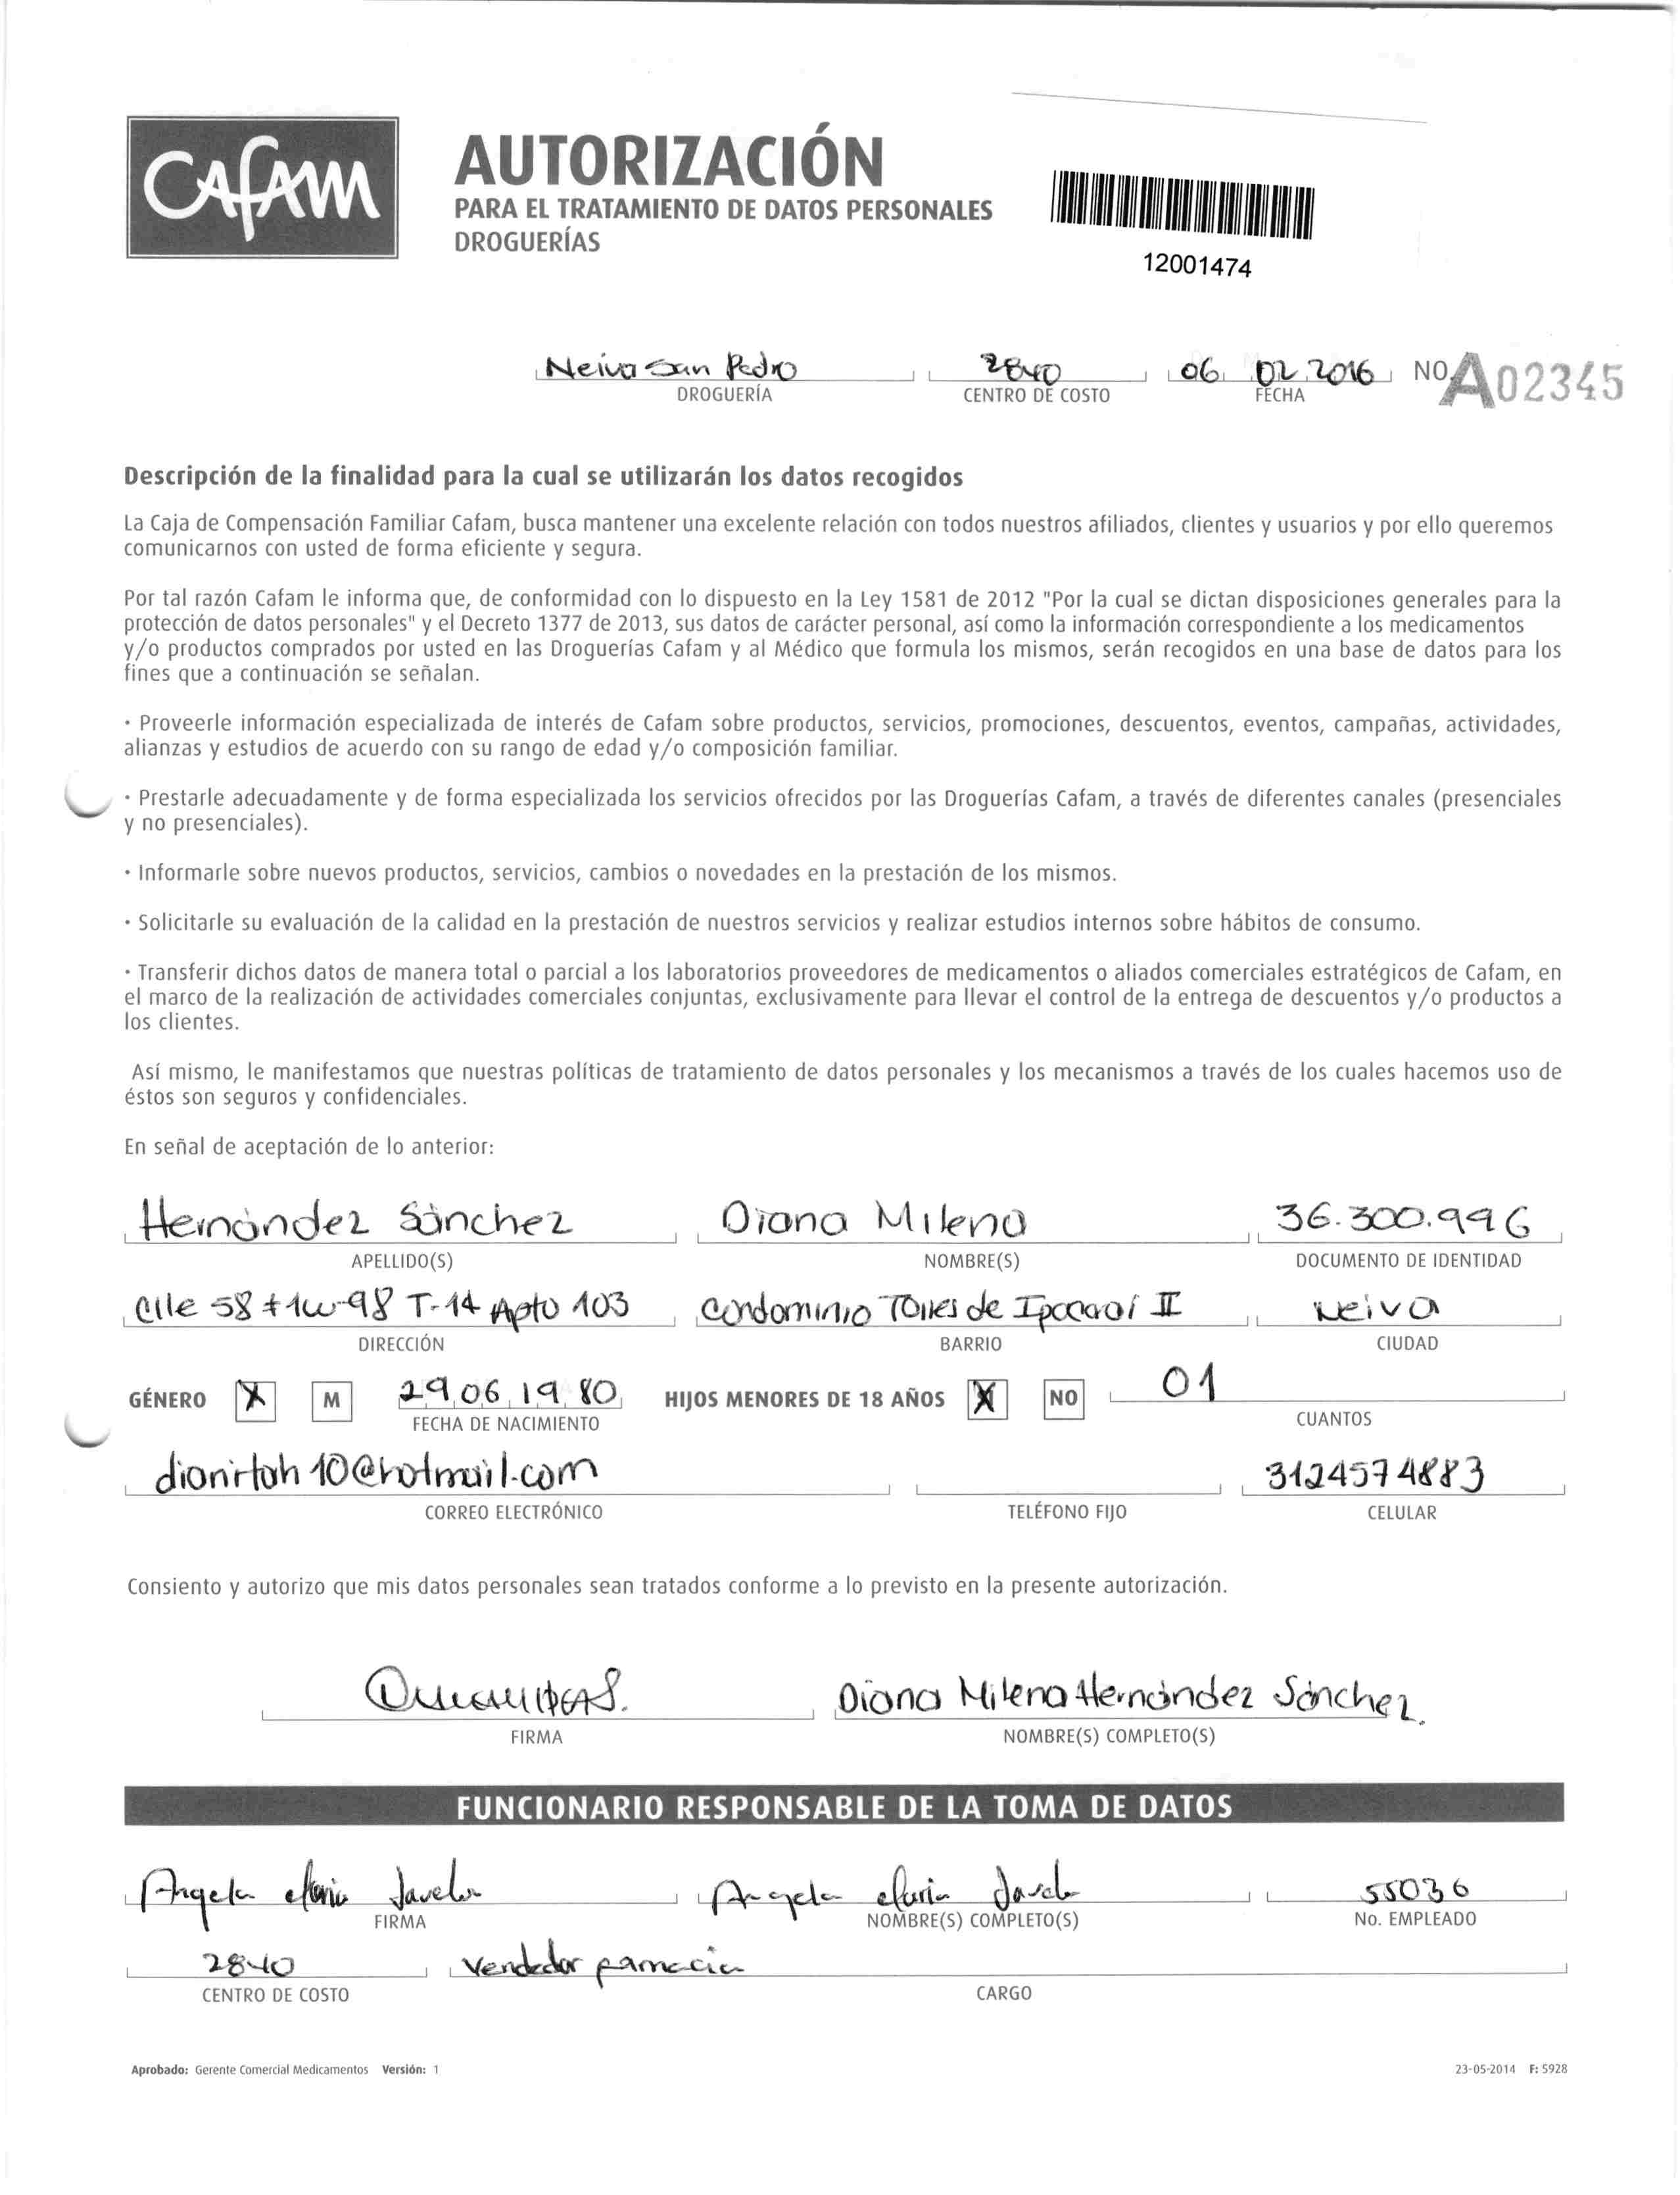 CAFAM
AUTORIZACIÓN
PARA EL TRATAMIENTO DE DATOS PERSONALES
DROGUERÍAS
12001474
Neiva San Pedro 2840 06 02 2016 NO A02345
DROGUERÍA CENTRO DE COSTO FECHA
Descripción de la finalidad para la cual se utilizarán los datos recogidos
La Caja de Compensación Familiar Cafam, busca mantener una excelente relación con todos nuestros afiliados, clientes y usuarios y por ello queremos
comunicarnos con usted de forma eficiente y segura.
Por tal razón Cafam le informa que, de conformidad con lo dispuesto en la Ley 1581 de 2012 "Por la cual se dictan disposiciones generales para la
protección de datos personales" y el Decreto 1377 de 2013, sus datos de carácter personal, así como la información correspondiente a los medicamentos
y/o productos comprados por usted en las Droguerías Cafam y al Médico que formula los mismos, serán recogidos en una base de datos para los
fines que a continuación se señalan.
· Proveerle información especializada de interés de Cafam sobre productos, servicios, promociones, descuentos, eventos, campañas, actividades,
alianzas y estudios de acuerdo con su rango de edad y/o composición familiar.
· Prestarle adecuadamente y de forma especializada los servicios ofrecidos por las Droguerías Cafam, a través de diferentes canales (presenciales
y no presenciales).
· Informarle sobre nuevos productos, servicios, cambios o novedades en la prestación de los mismos.
· Solicitarle su evaluación de la calidad en la prestación de nuestros servicios y realizar estudios internos sobre hábitos de consumo.
· Transferir dichos datos de manera total o parcial a los laboratorios proveedores de medicamentos o aliados comerciales estratégicos de Cafam, en
el marco de la realización de actividades comerciales conjuntas, exclusivamente para llevar el control de la entrega de descuentos y/o productos a
los clientes.
Así mismo, le manifestamos que nuestras políticas de tratamiento de datos personales y los mecanismos a través de los cuales hacemos uso de
éstos son seguros y confidenciales.
En señal de aceptación de lo anterior:
Hernández Sánchez Diana Milena 36.300.996
APELLIDO(S) NOMBRE(S) DOCUMENTO DE IDENTIDAD
Clle 58 # 1w-98 T-14 Apto 103 Condominio Torres de Ipacaraí II Neiva
DIRECCIÓN BARRIO CIUDAD
GÉNERO X M 29 06 19 80 HIJOS MENORES DE 18 AÑOS X NO 01
FECHA DE NACIMIENTO CUANTOS
dianitah10@hotmail.com 3124574883
CORREO ELECTRÓNICO TELÉFONO FIJO CELULAR
Consiento y autorizo que mis datos personales sean tratados conforme a lo previsto en la presente autorización.
Diana Milena Hernández Sánchez.
FIRMA NOMBRE(S) COMPLETO(S)
FUNCIONARIO RESPONSABLE DE LA TOMA DE DATOS
Angela Maria Angela Maria 55036
FIRMA NOMBRE(S) COMPLETO(S) No. EMPLEADO
2840 Vendedor farmacia
CENTRO DE COSTO CARGO
Aprobado: Gerente Comercial Medicamentos Versión: 1 23-05-2014 F: 5928